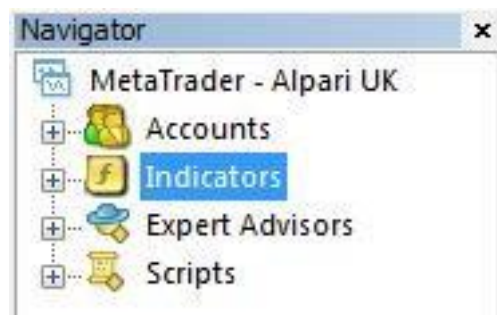 Navigator
MetaTrader - Alpari UK
Accounts
Indicators
Expert Advisors
Scripts